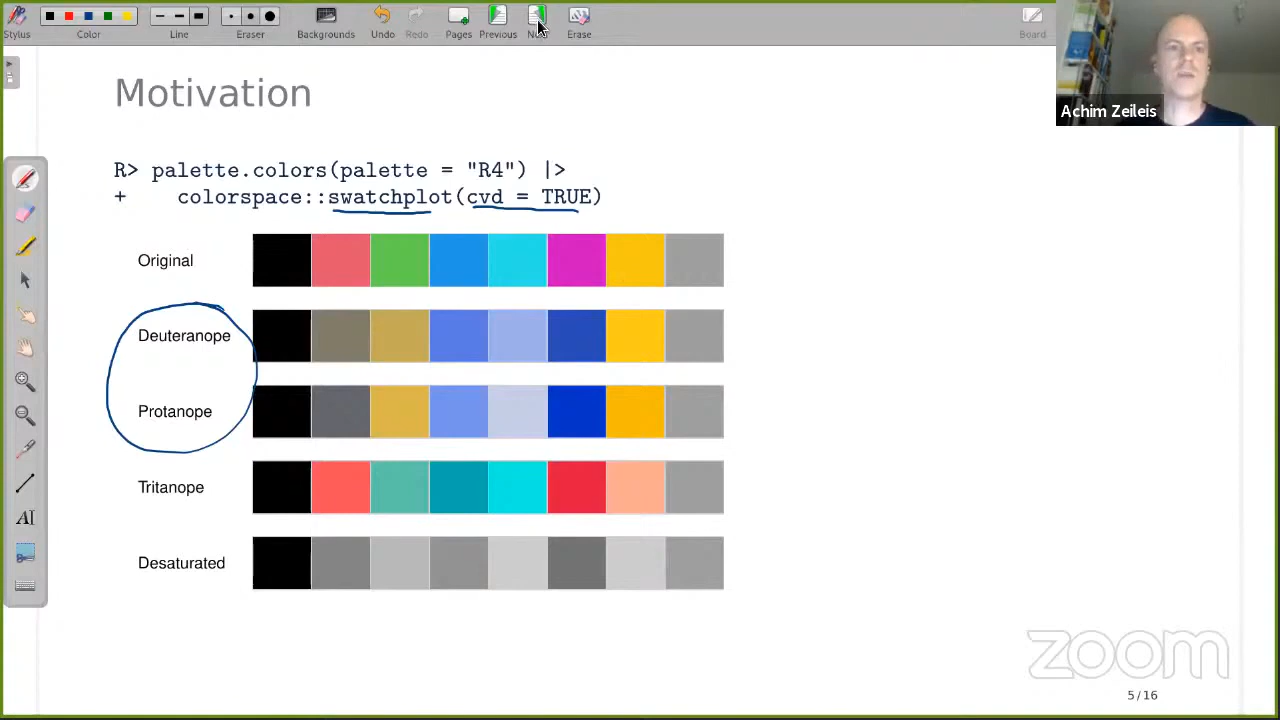 Stylus
Color
Line
Eraser
Backgrounds
Undo
Redo
Pages
Previous
Erase
Board
Achim Zeileis
Motivation
R> palette.colors(palette = "R4") |>
+ colorspace::swatchplot(cvd = TRUE)
Original
Deuteranope
Protanope
Tritanope
Desaturated
AI
zoom
5/16